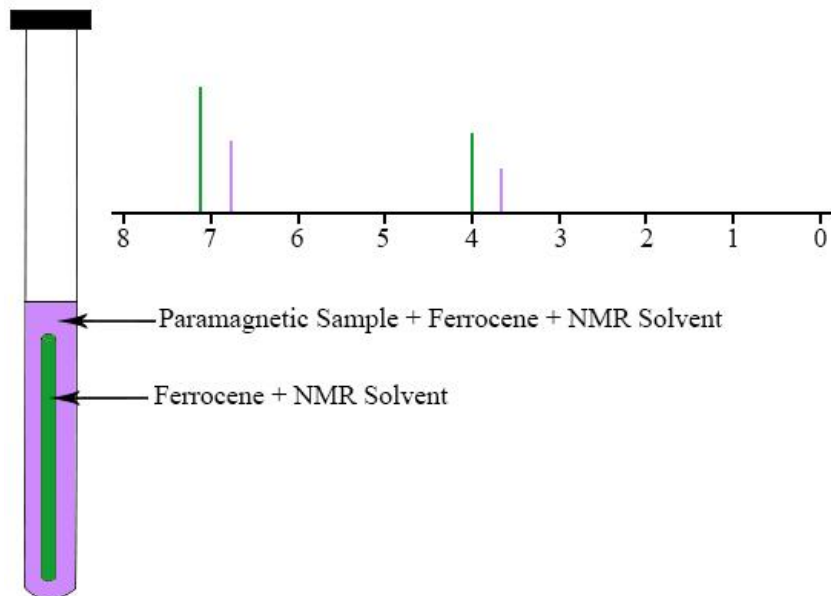 8 7 6 5 4 3 2 1 0
Paramagnetic Sample + Ferrocene + NMR Solvent
Ferrocene + NMR Solvent